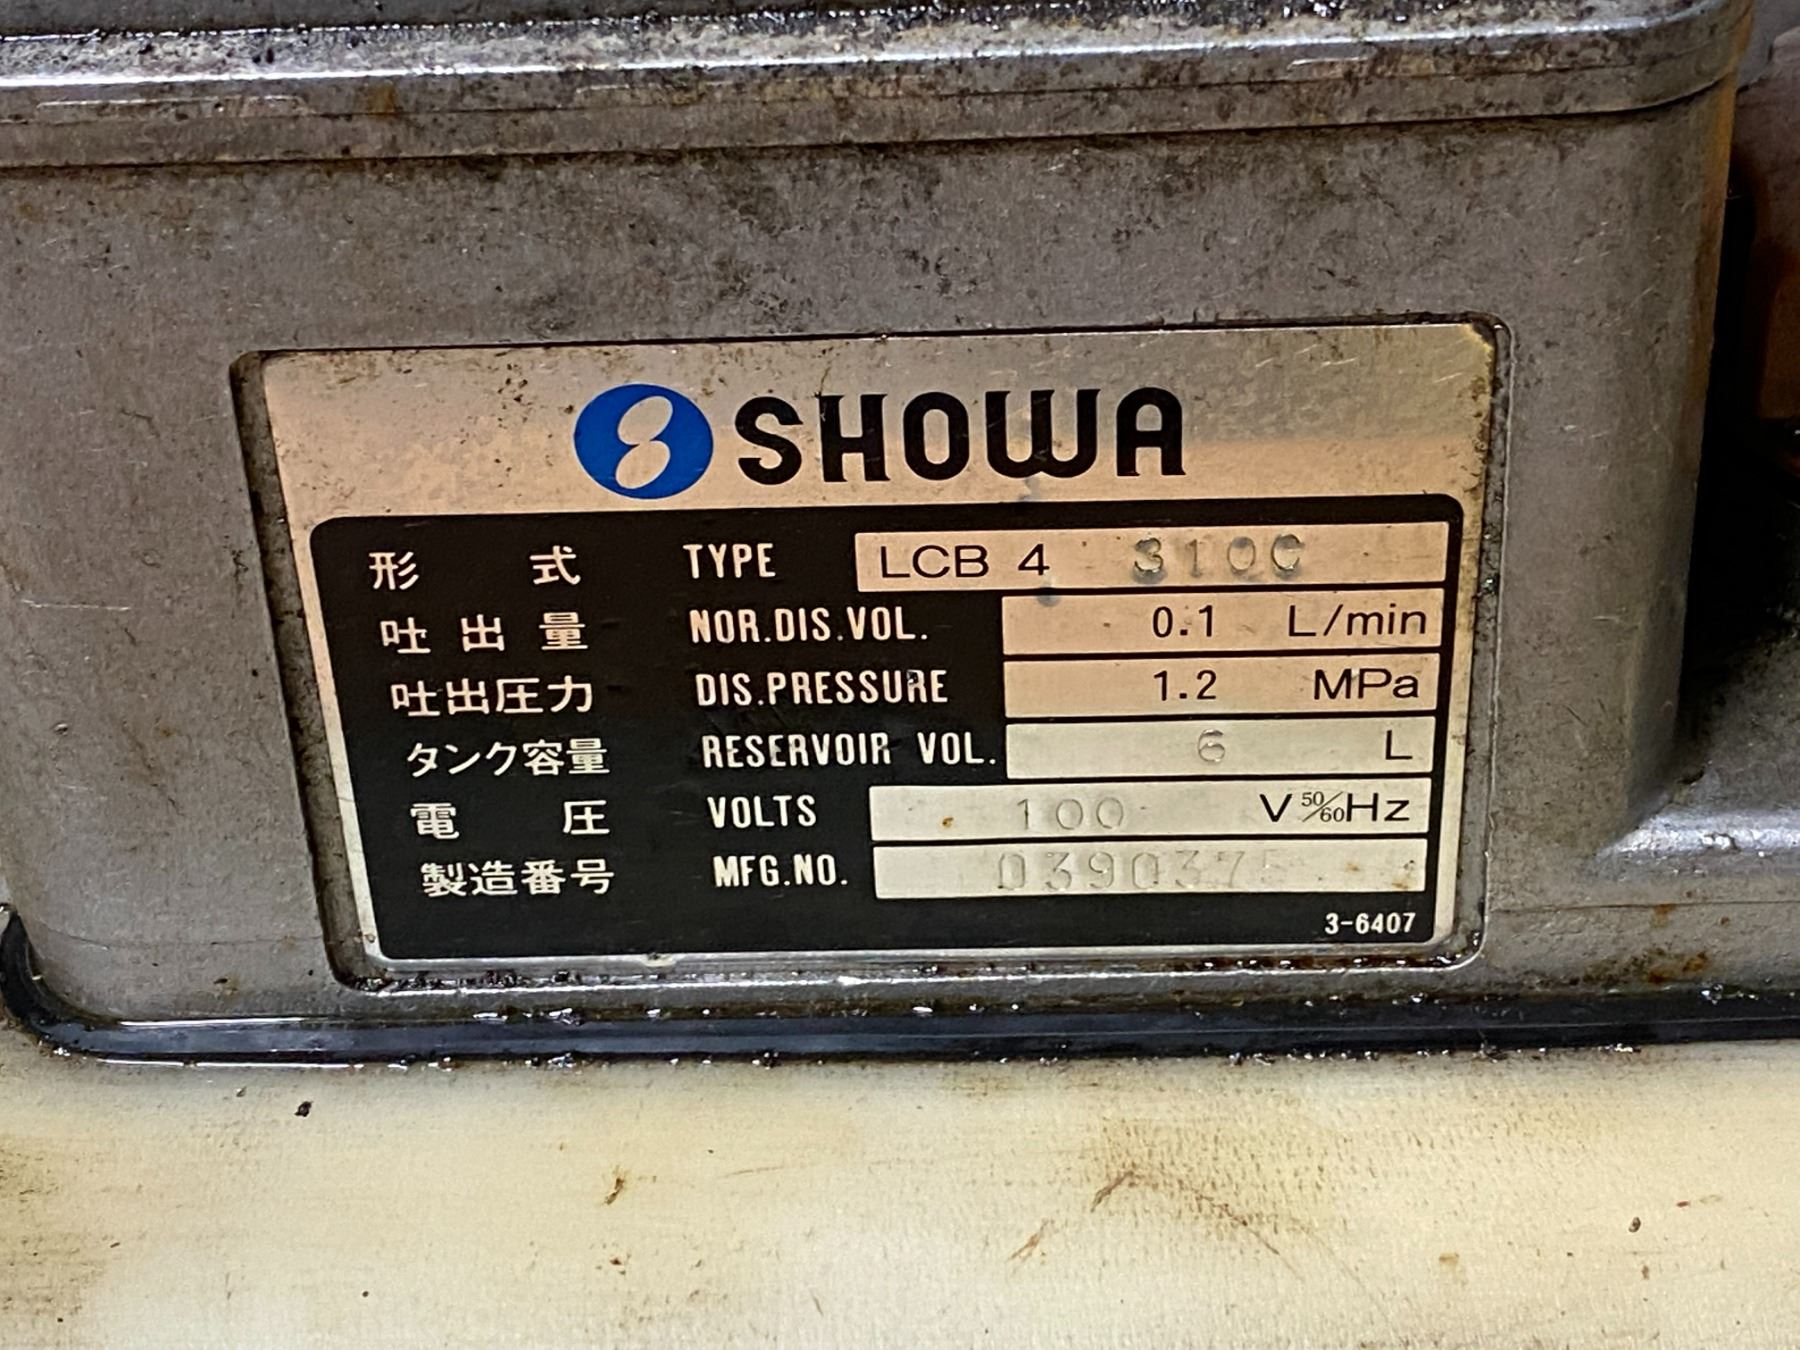 SHOWA
形式 TYPE LCB 4 310C
吐出量 NOR.DIS.VOL. 0.1 L/min
吐出圧力 DIS.PRESSURE 1.2 MPa
タンク容量 RESERVOIR VOL. 6 L
電圧 VOLTS 100 V 50/60Hz
製造番号 MFG.NO.
3-6407